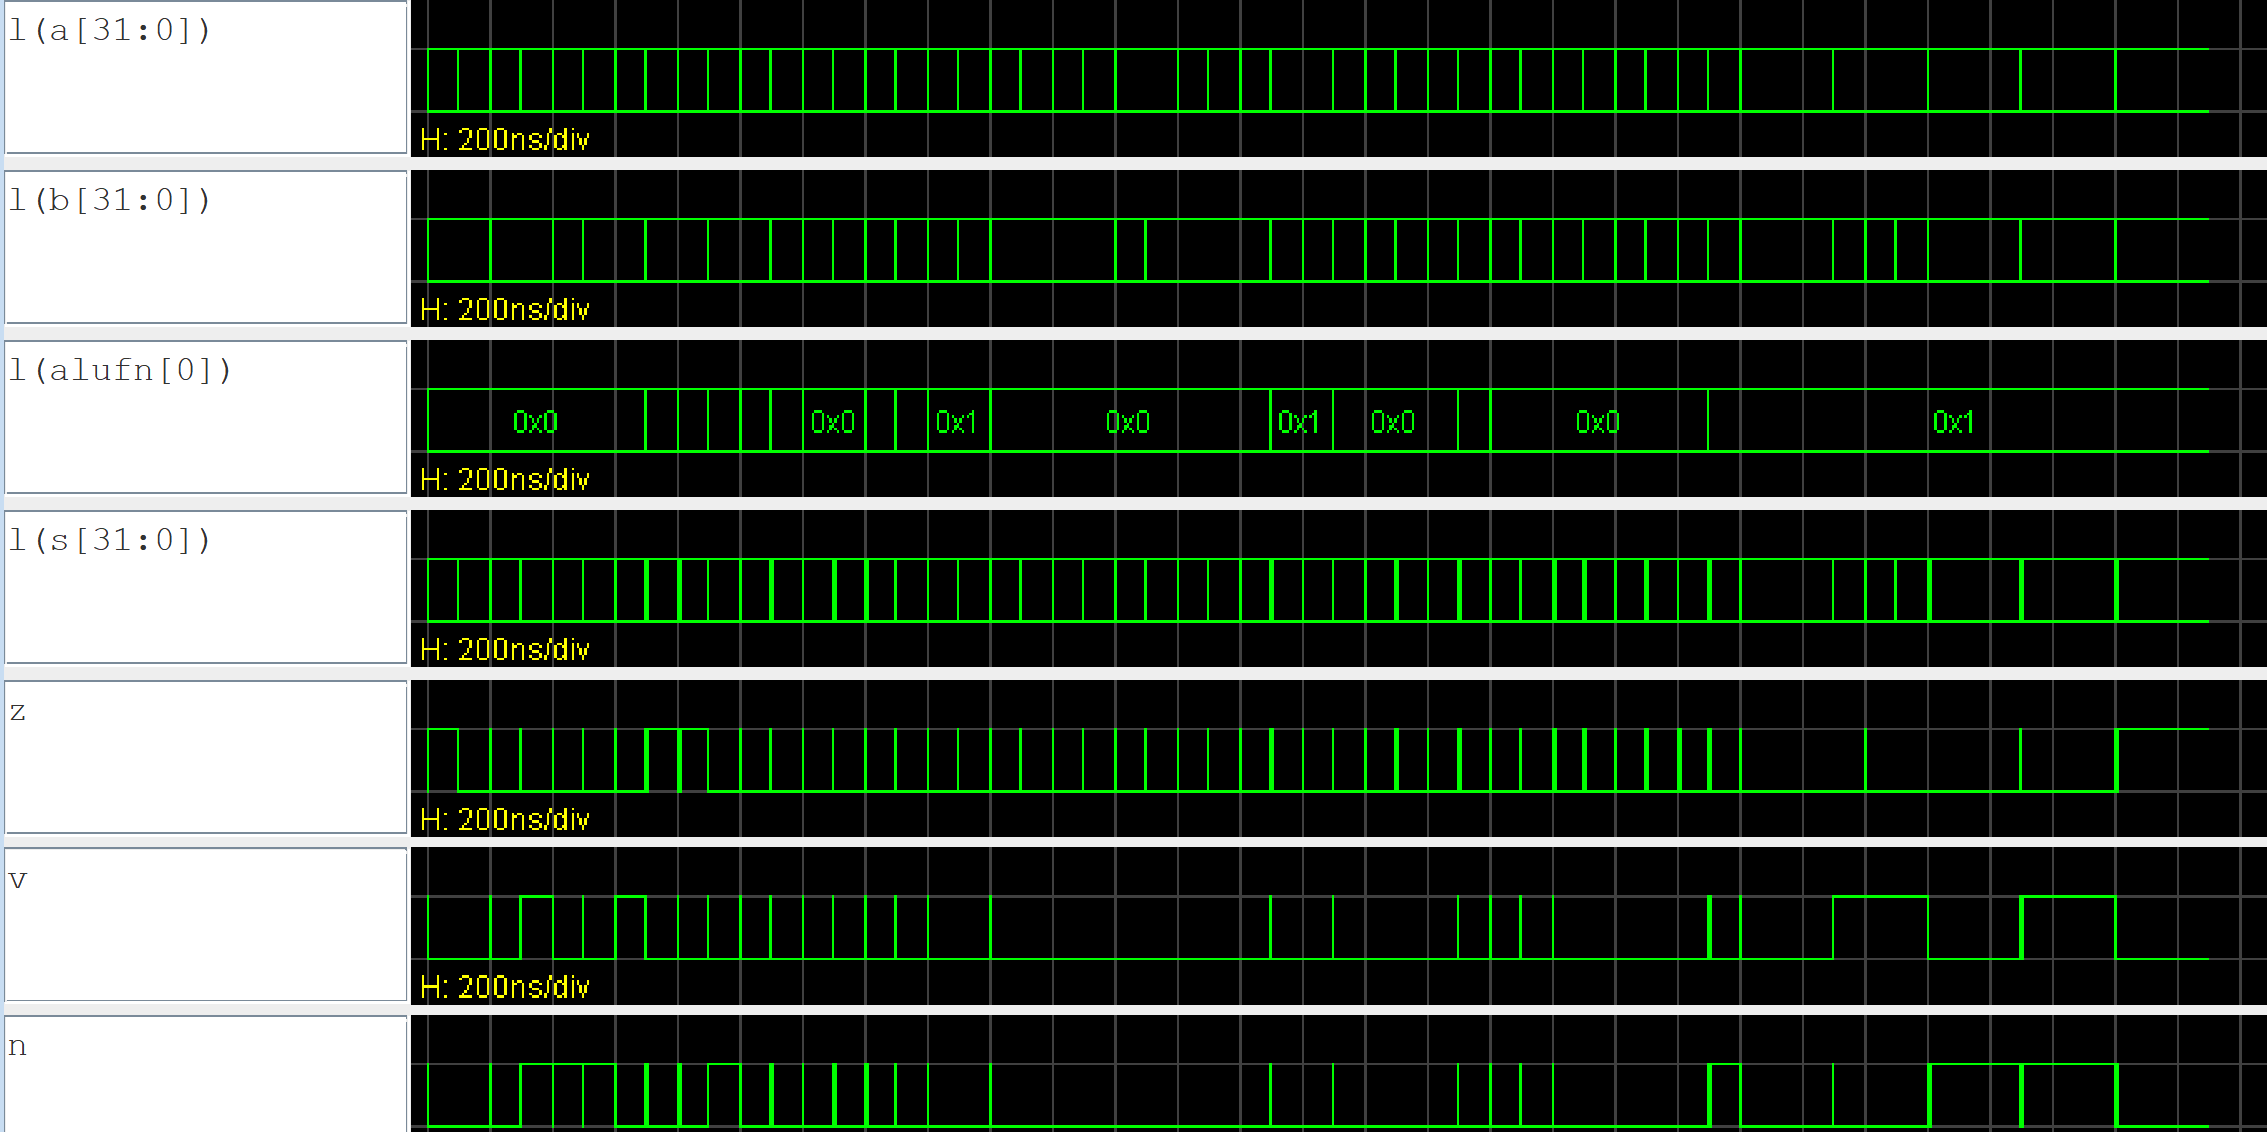 l(a[31:0])
H: 200ns/div
l(b[31:0])
H: 200ns/div
l(alufn[0])
0x0 0x0 0x1 0x0 0x1 0x0 0x0 0x1
H: 200ns/div
l(s[31:0])
H: 200ns/div
z
H: 200ns/div
v
H: 200ns/div
n